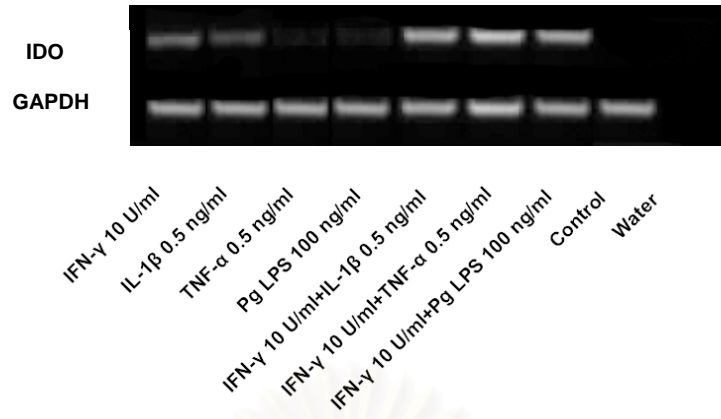 IDO
GAPDH
IFN-γ 10 U/ml
IL-1β 0.5 ng/ml
TNF-α 0.5 ng/ml
Pg LPS 100 ng/ml
IFN-γ 10 U/ml+IL-1β 0.5 ng/ml
IFN-γ 10 U/ml+TNF-α 0.5 ng/ml
IFN-γ 10 U/ml+Pg LPS 100 ng/ml
Control
Water